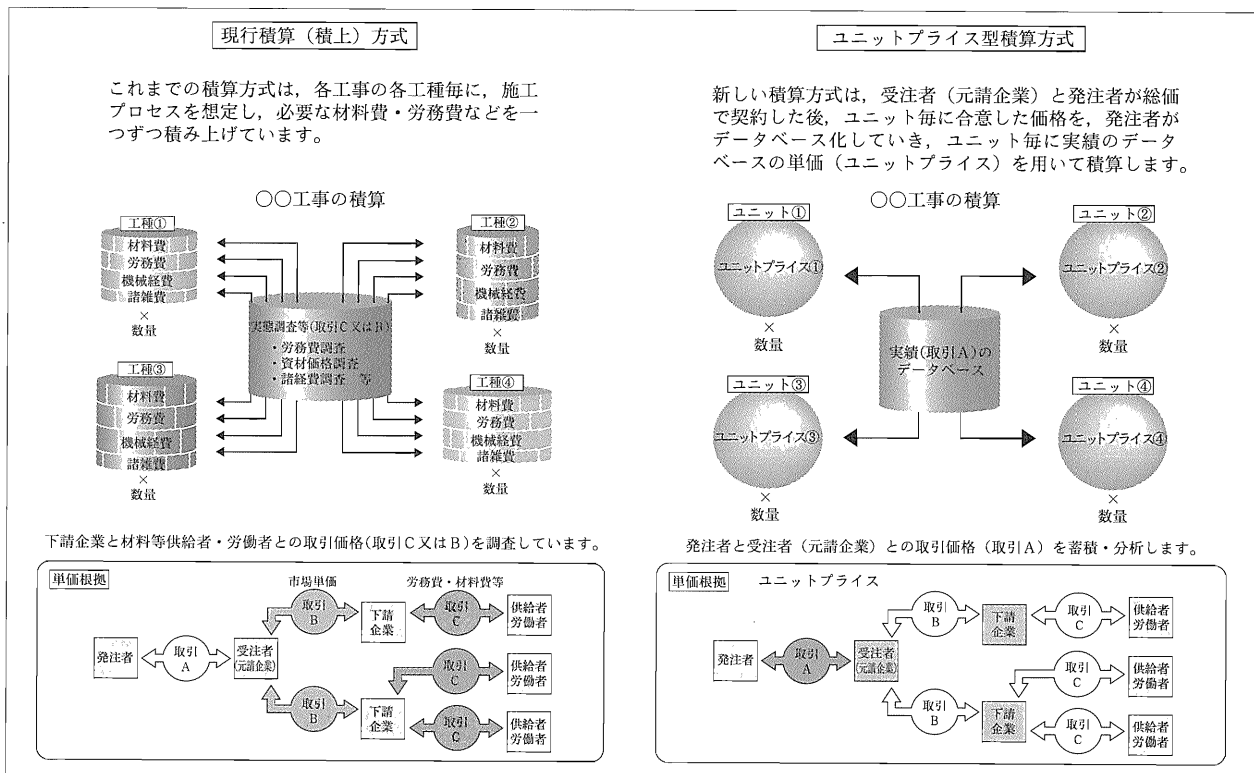 現行積算（積上）方式
これまでの積算方式は，各工事の各工種毎に，施工
プロセスを想定し，必要な材料費・労務費などを一
つずつ積み上げています。
〇〇工事の積算
工種①
材料費
労務費
機械経費
諸雑費
×
数量
工種②
材料費
労務費
機械経費
諸雑費
×
数量
実態調査等(取引C又はB)
・労務費調査
・資材価格調査
・諸経費調査　等
工種③
材料費
労務費
機械経費
諸雑費
×
数量
工種④
材料費
労務費
機械経費
諸雑費
×
数量
下請企業と材料等供給者・労働者との取引価格(取引C又はB)を調査しています。
単価根拠
市場単価
労務費・材料費等
発注者
取引
A
受注者
(元請企業)
取引
B
下請
企業
取引
C
供給者
労働者
取引
C
供給者
労働者
取引
B
下請
企業
取引
C
供給者
労働者
ユニットプライス型積算方式
新しい積算方式は，受注者（元請企業）と発注者が総価
で契約した後，ユニット毎に合意した価格を，発注者が
データベース化していき，ユニット毎に実績のデータ
ベースの単価（ユニットプライス）を用いて積算します。
〇〇工事の積算
ユニット①
ユニットプライス①
×
数量
ユニット②
ユニットプライス②
×
数量
実績(取引A)の
データベース
ユニット③
ユニットプライス③
×
数量
ユニット④
ユニットプライス④
×
数量
発注者と受注者（元請企業）との取引価格（取引A）を蓄積・分析します。
単価根拠
ユニットプライス
発注者
取引
A
受注者
(元請企業)
取引
B
下請
企業
取引
C
供給者
労働者
取引
C
供給者
労働者
取引
B
下請
企業
取引
C
供給者
労働者